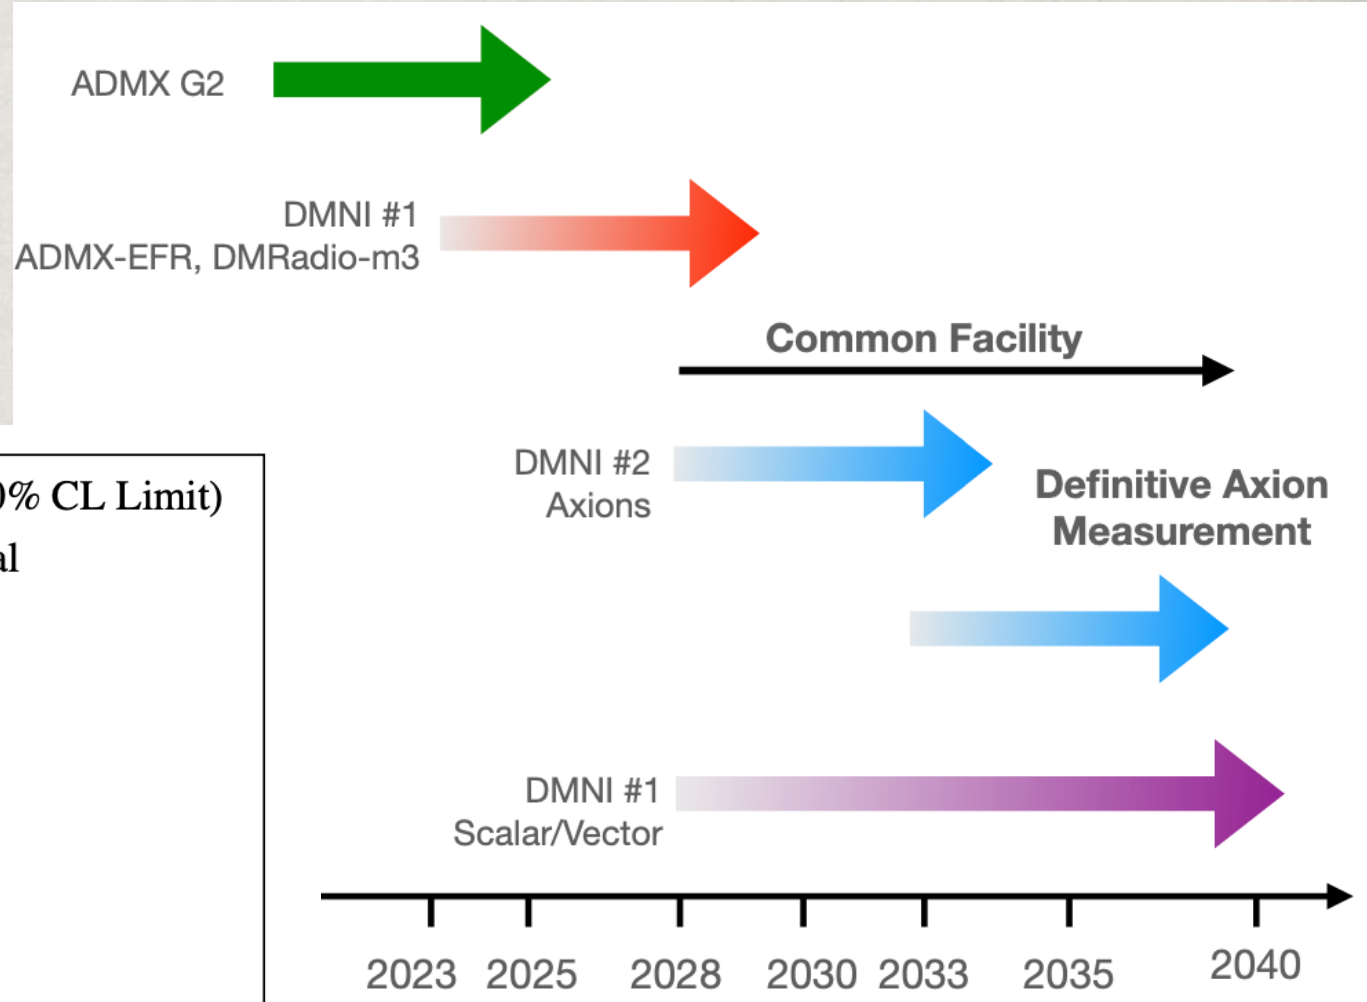 ADMX G2
DMNI #1
ADMX-EFR, DMRadio-m3
Common Facility
DMNI #2
Axions
Definitive Axion
Measurement
DMNI #1
Scalar/Vector
2023 2025 2028 2030 2033 2035 2040
0% CL Limit)
al